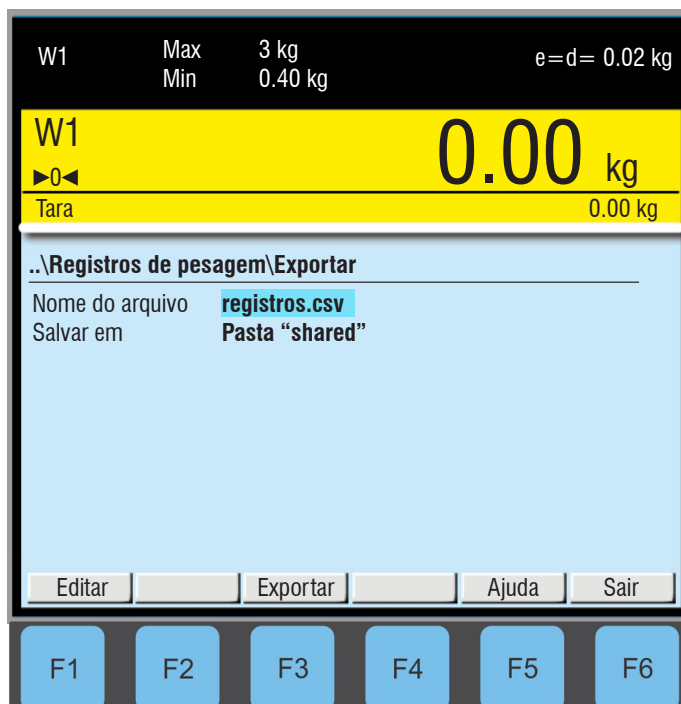 W1 Max 3 kg e=d= 0.02 kg
Min 0.40 kg
W1 0.00 kg
►0◄
Tara 0.00 kg
..\Registros de pesagem\Exportar
Nome do arquivo registros.csv
Salvar em Pasta “shared”
Editar Exportar Ajuda Sair
F1 F2 F3 F4 F5 F6